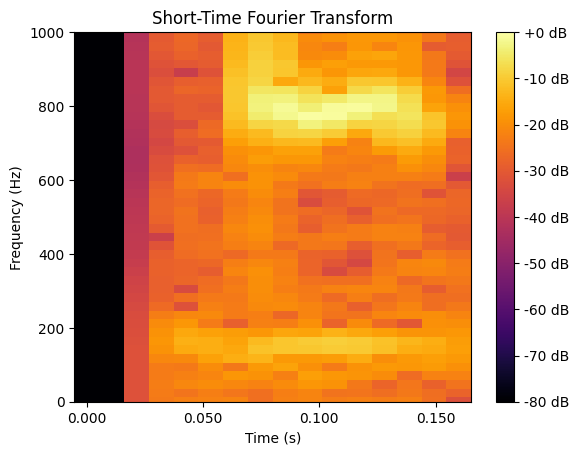 Short-Time Fourier Transform
1000
800
600
400
200
0
Frequency (Hz)
0.000
0.050
0.100
0.150
Time (s)
+0 dB
-10 dB
-20 dB
-30 dB
-40 dB
-50 dB
-60 dB
-70 dB
-80 dB